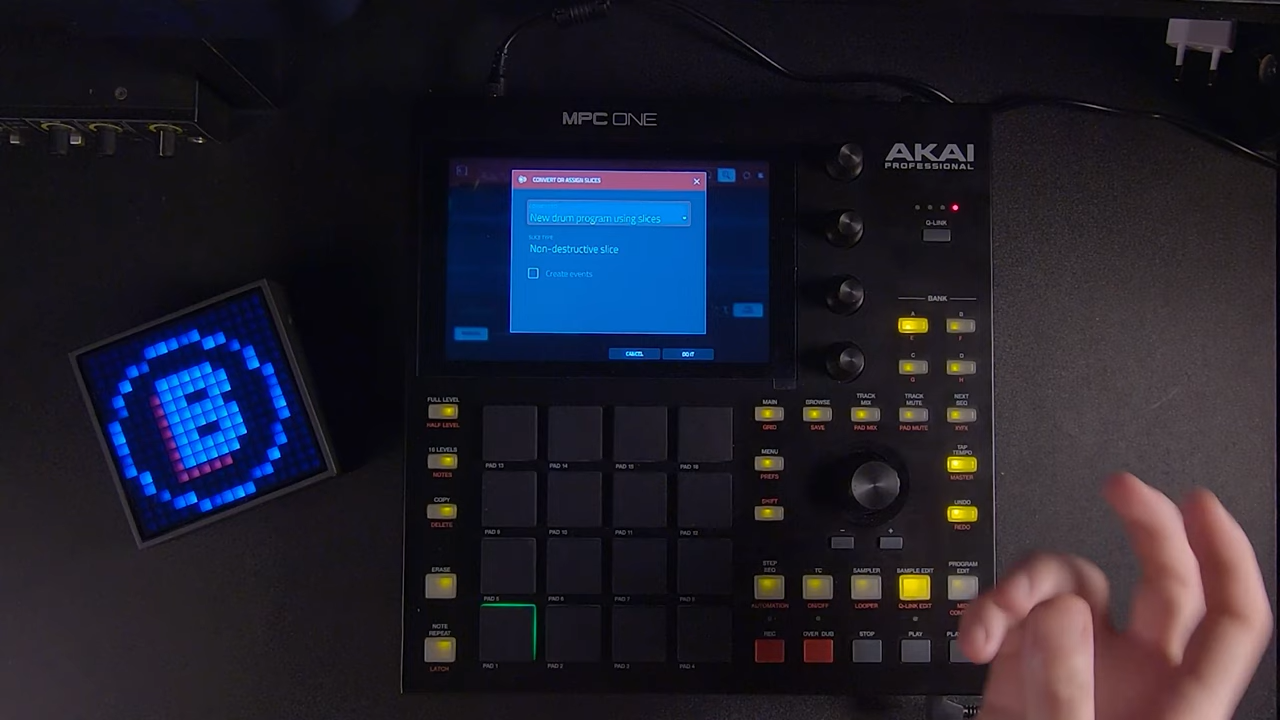 MPC ONE
AKAI
PROFESSIONAL
CONVERT OR ASSIGN SLICES
New drum program using slices
SLICE TYPE
Non-destructive slice
Create events
CANCEL
DO IT
G-LINK
BANK
A
B
E
F
C
D
G
H
FULL LEVEL
HALF LEVEL
16 LEVELS
NOTES
COPY
DELETE
ERASE
NOTE
REPEAT
LATCH
PAD 13
PAD 14
PAD 15
PAD 16
PAD 9
PAD 10
PAD 11
PAD 12
PAD 5
PAD 6
PAD 7
PAD 8
PAD 1
PAD 2
PAD 3
PAD 4
MAIN
GRID
BROWSE
SAVE
TRACK
MIX
PAD MIX
TRACK
MUTE
PAD MUTE
NEXT
SEQ
XYFX
MENU
PREFS
TAP
TEMPO
MASTER
SHIFT
UNDO
REDO
-
+
STEP
SEQ
AUTOMATION
TC
ON/OFF
SAMPLER
LOOPER
SAMPLE EDIT
G-LINK EDIT
PROGRAM
EDIT
REC
OVER DUB
STOP
PLAY
B